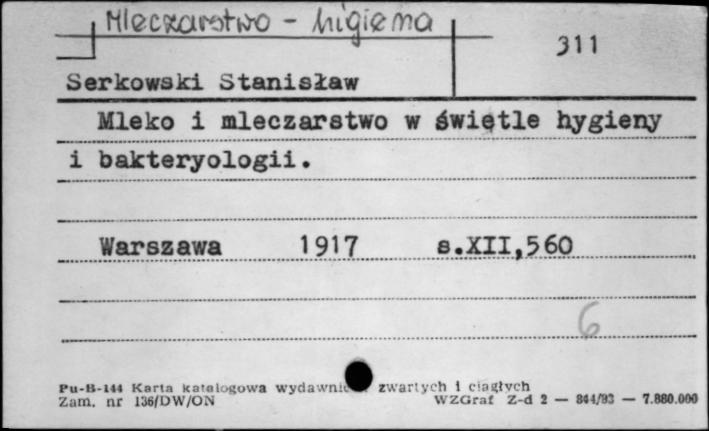 Mleczarstwo - higiena
311
Serkowski Stanisław
Mleko i mleczarstwo w świetle hygieny
i bakteryologii.
Warszawa 1917 s.XII,560
6
Pu-B-144 Karta katalogowa wydawnic zwartych i ciągłych
Zam. nr 136/DW/ON WZGraf Z-d 2 — 844/93 — 7.880.000